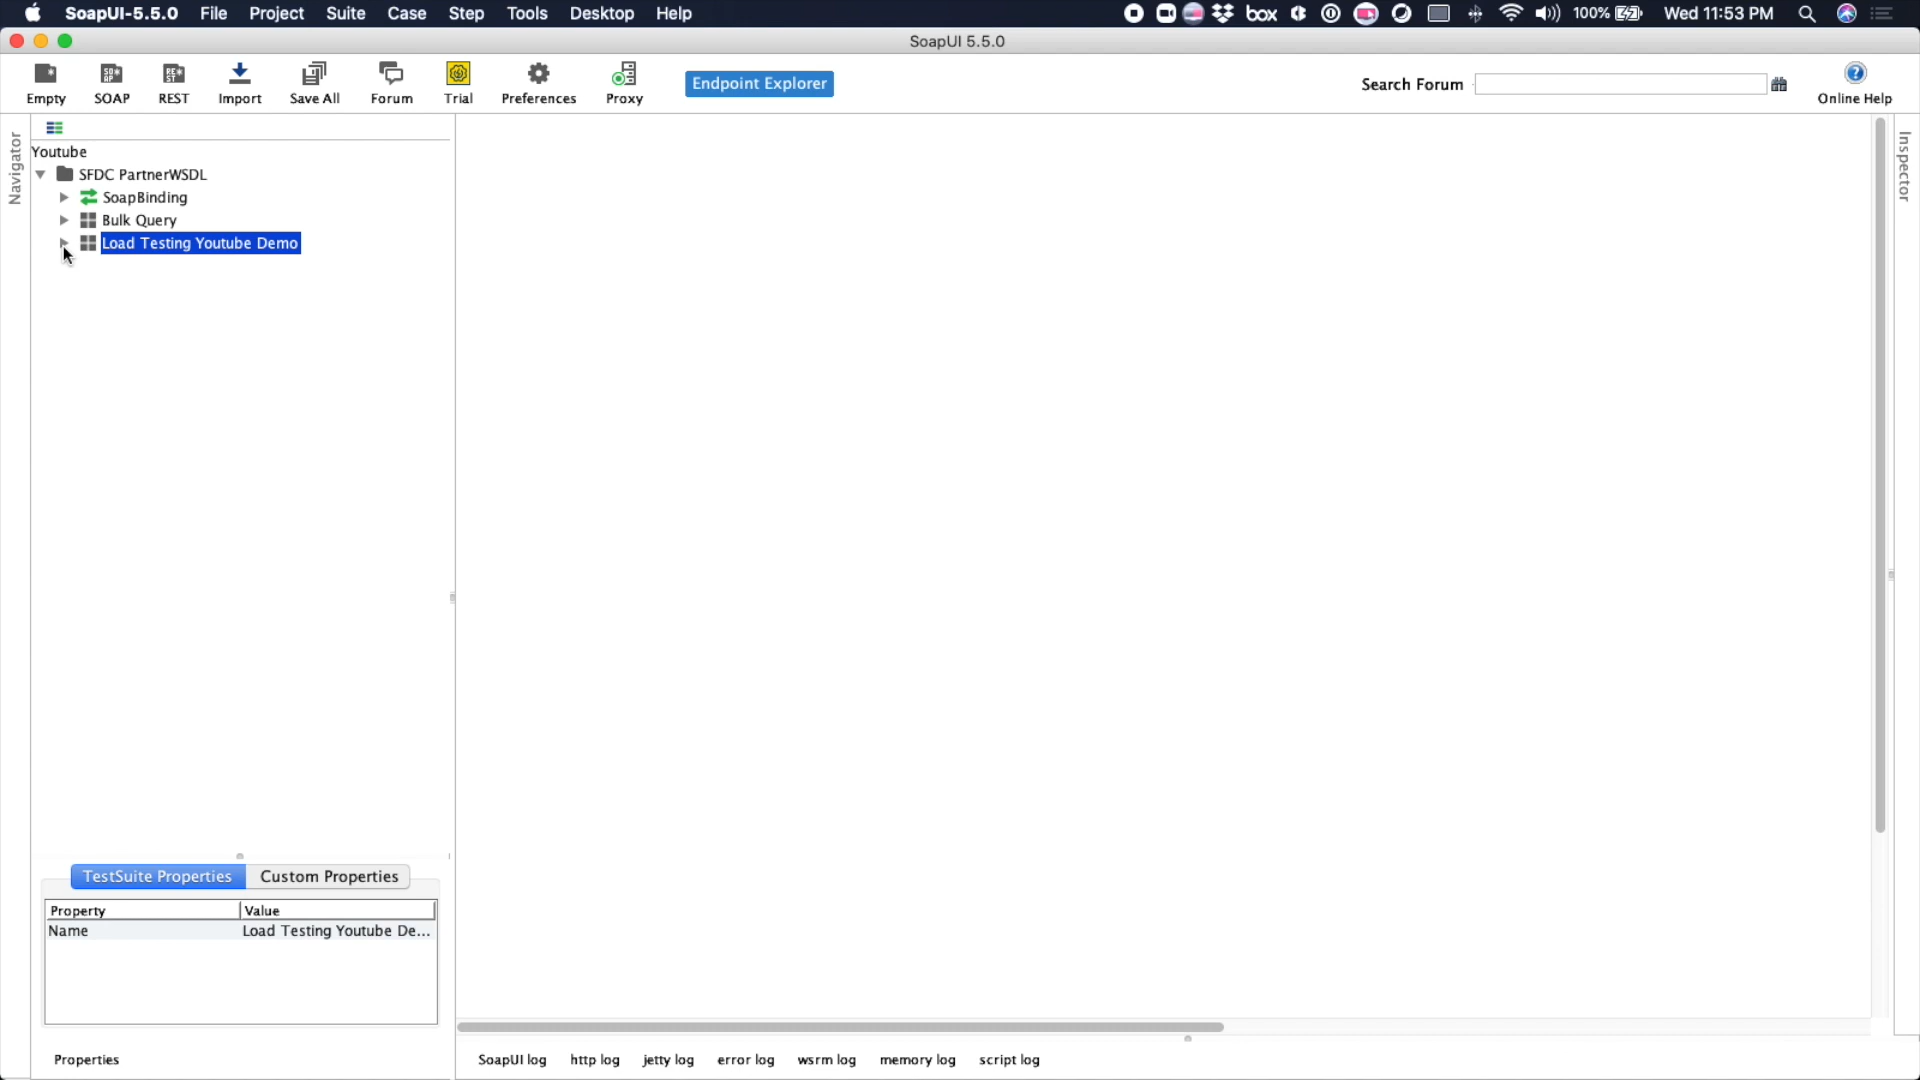 SoapUI-5.5.0 File Project Suite Case Step Tools Desktop Help box 100% Wed 11:53 PM
SoapUI 5.5.0
Empty SOAP REST Import Save All Forum Trial Preferences Proxy Endpoint Explorer Search Forum Online Help
Navigator
Inspector
Youtube
SFDC PartnerWSDL
SoapBinding
Bulk Query
Load Testing Youtube Demo
TestSuite Properties Custom Properties
Property Value
Name Load Testing Youtube De...
Properties
SoapUI log http log jetty log error log wsrm log memory log script log